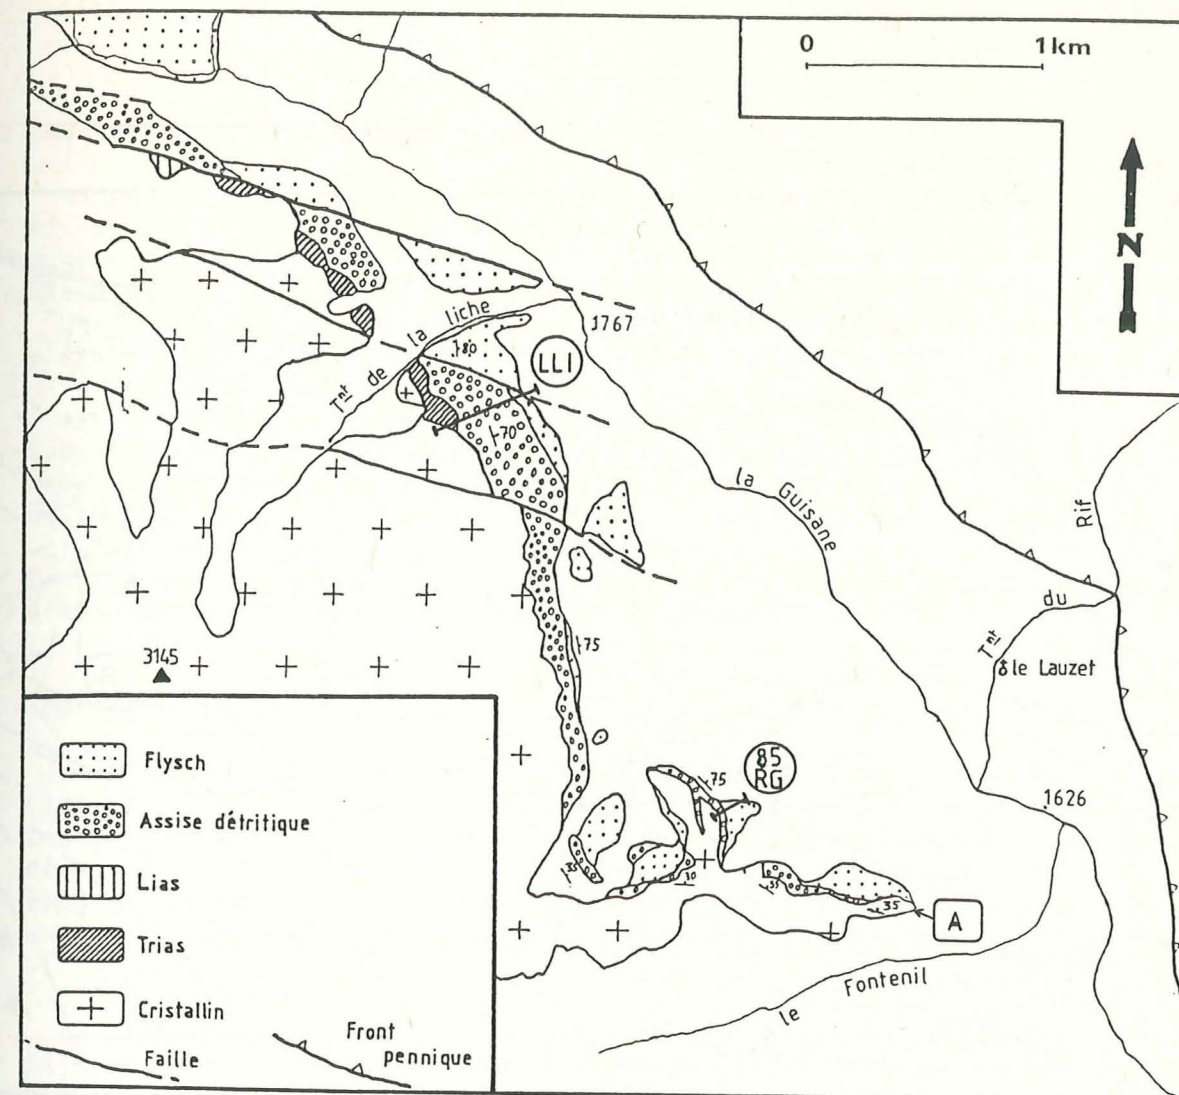 0 1km
N
1767
Tnt de la liche
80
LLI
70
la Guisane
Rif
du
Tnt
le Lauzet
75
3145
85
RG
75
1626
35
30
35
35
A
le Fontenil
Flysch
Assise détritique
Lias
Trias
Cristallin
Faille
Front
pennique